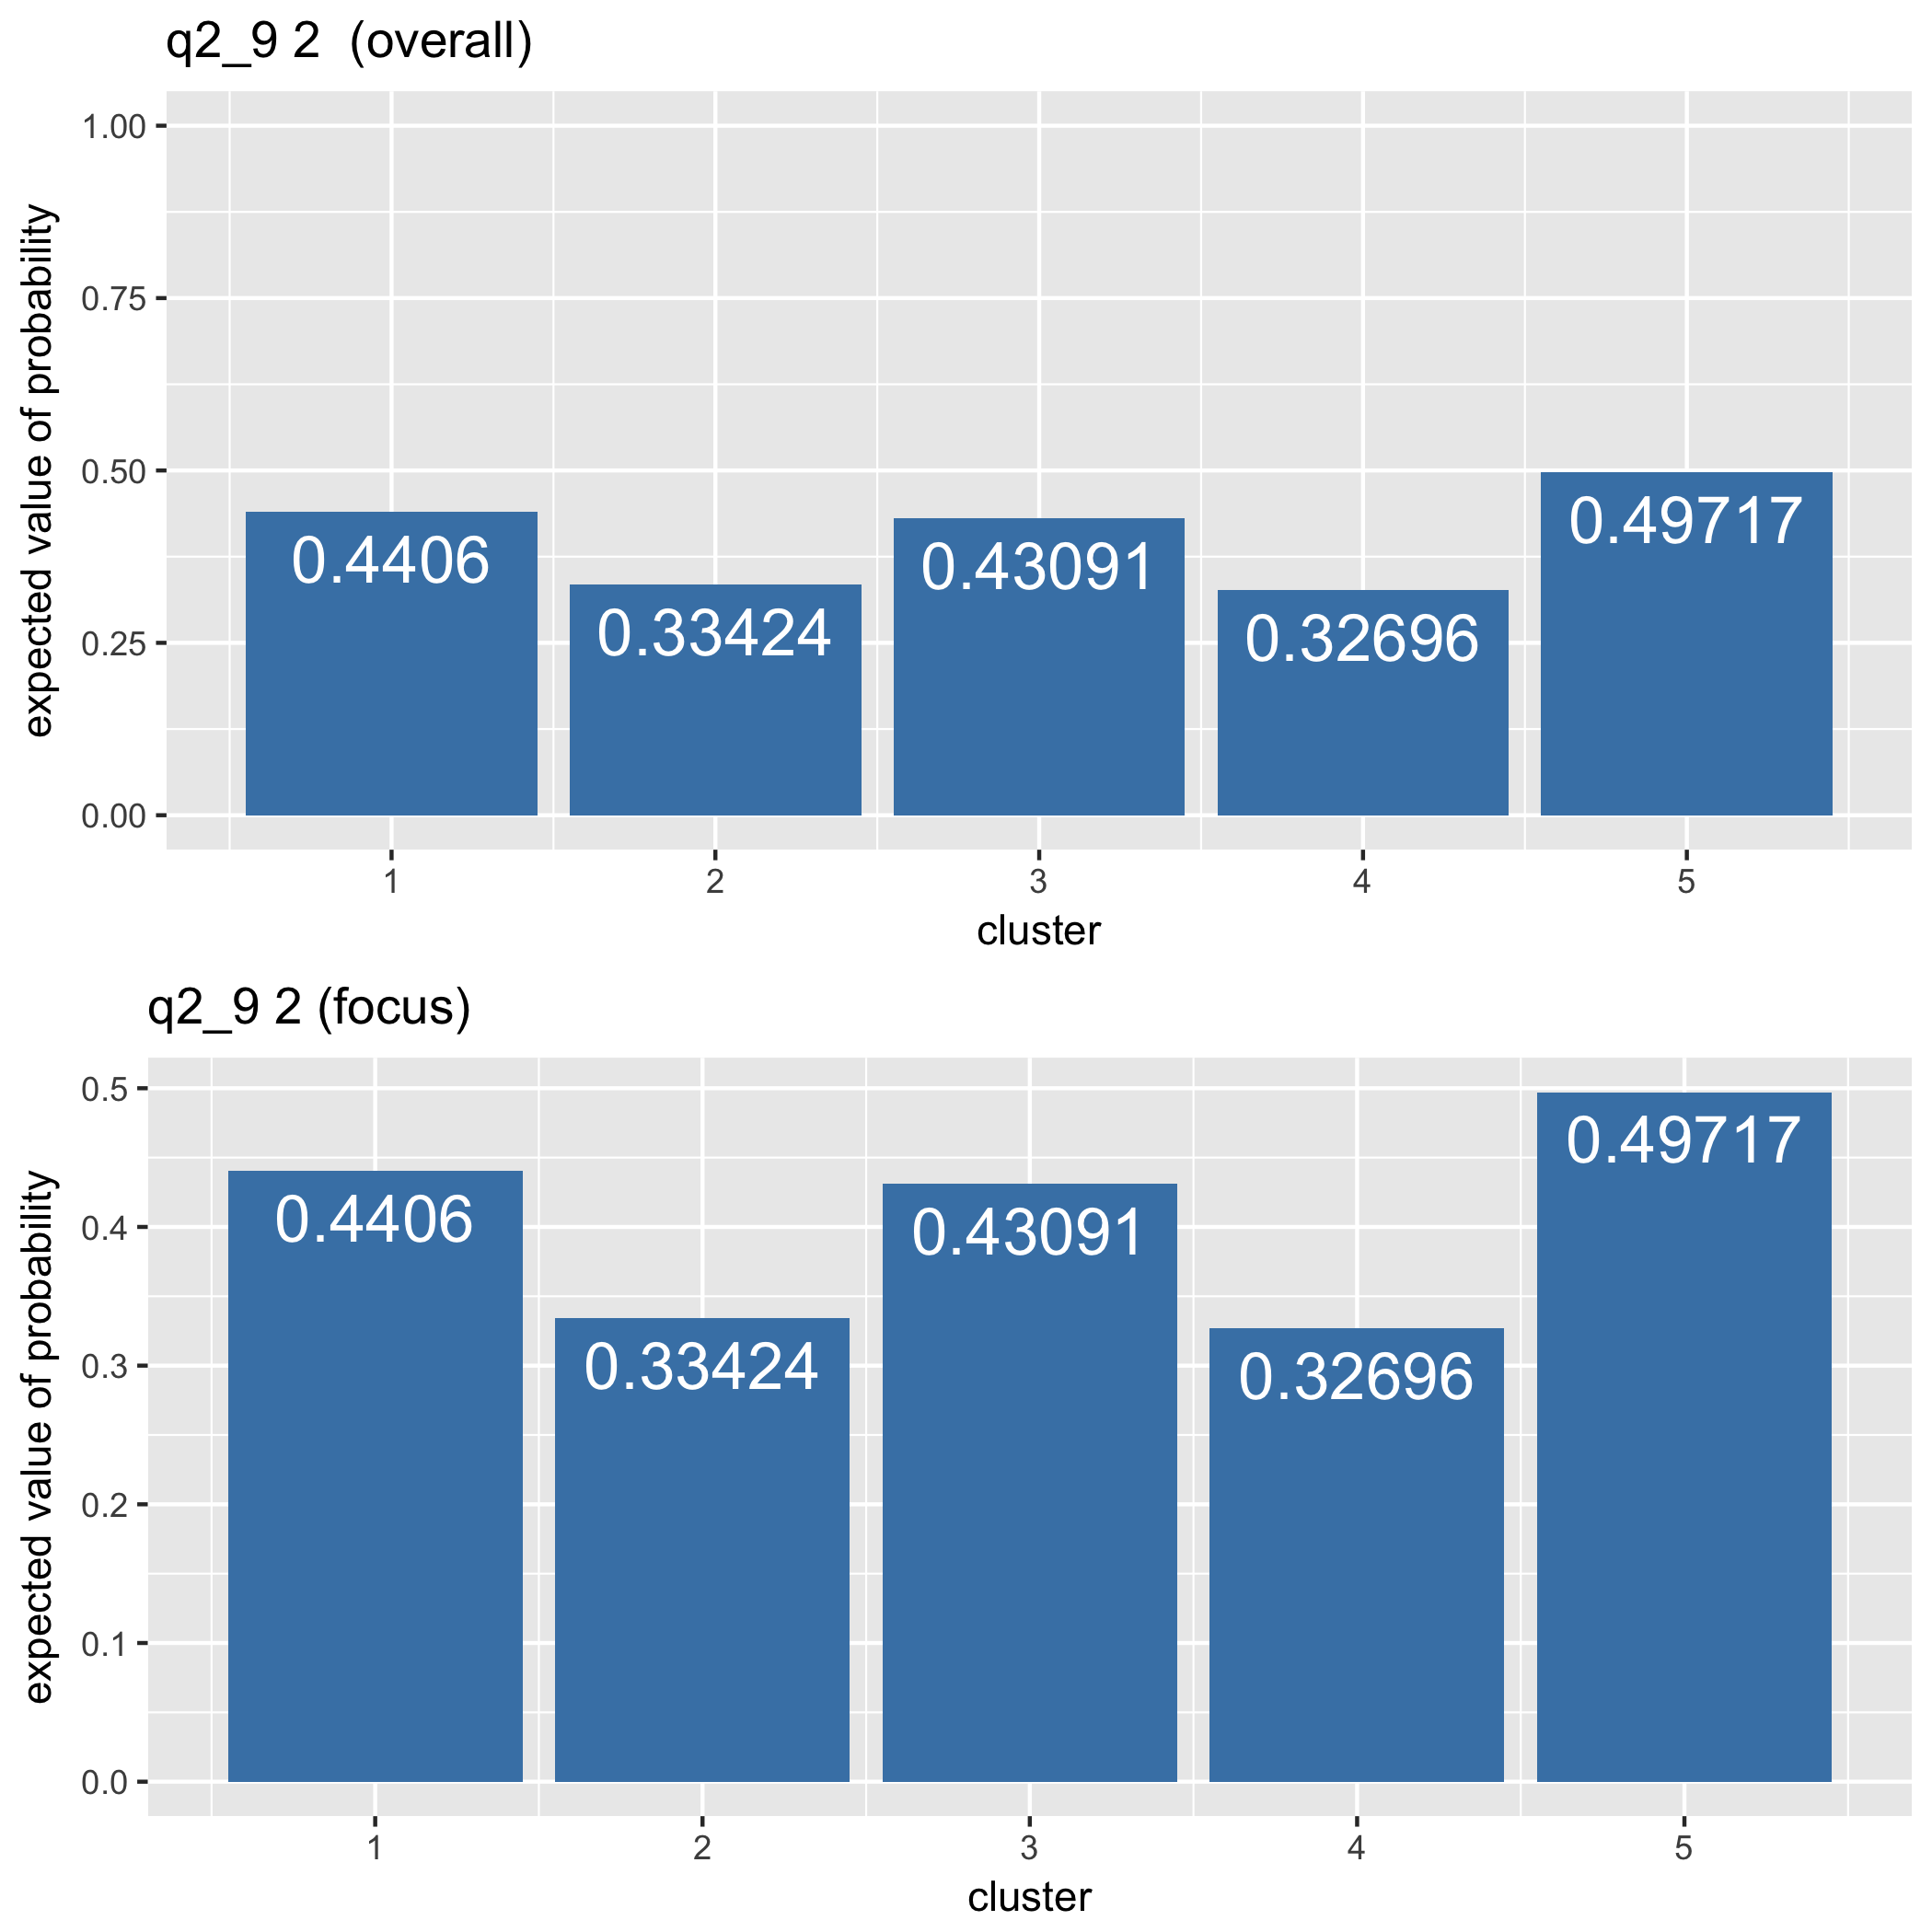 q2_9 2  (overall)
expected value of probability
1.00
0.75
0.50
0.25
0.00
0.4406
0.33424
0.43091
0.32696
0.49717
1 2 3 4 5
cluster
q2_9 2 (focus)
expected value of probability
0.5
0.4
0.3
0.2
0.1
0.0
0.4406
0.33424
0.43091
0.32696
0.49717
1 2 3 4 5
cluster